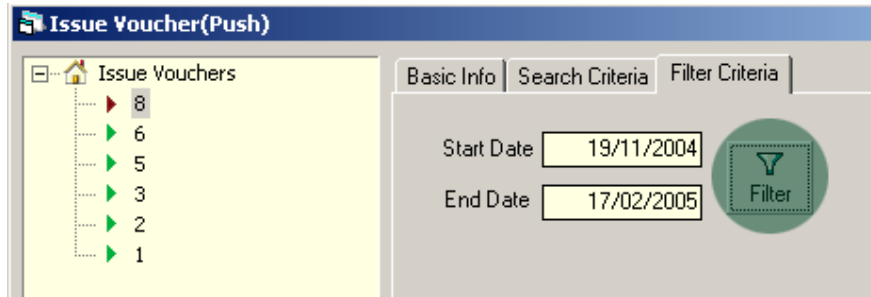 Issue Voucher(Push)
Issue Vouchers
8
6
5
3
2
1
Basic Info Search Criteria Filter Criteria
Start Date 19/11/2004
End Date 17/02/2005
Filter